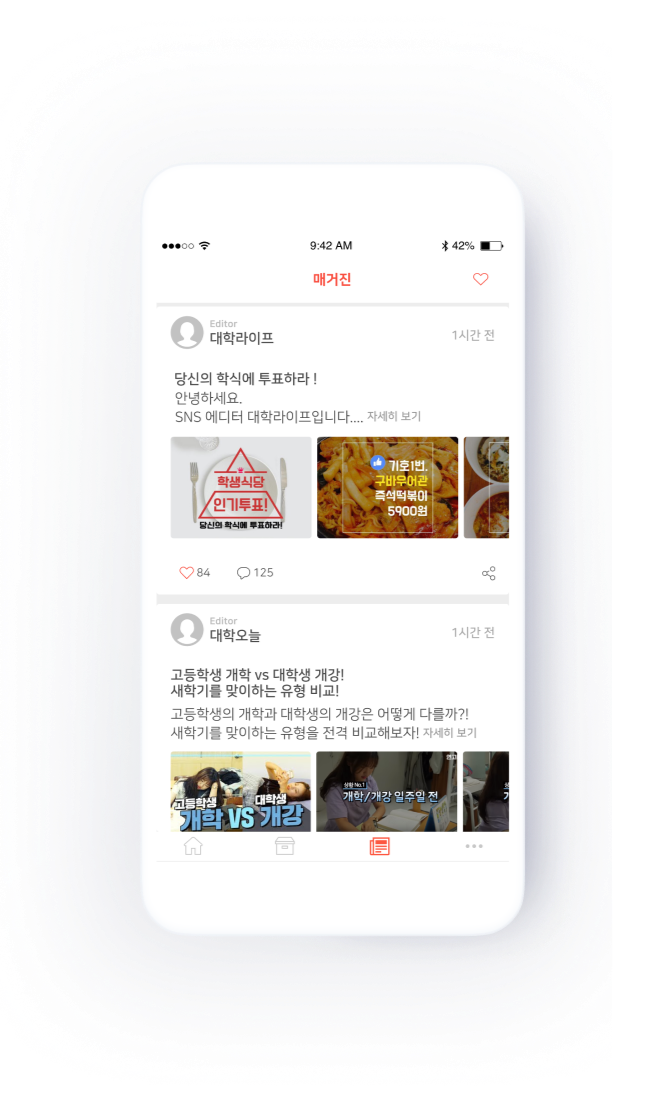 9:42 AM
42%
매거진
Editor
대학라이프
1시간 전
당신의 학식에 투표하라 !
안녕하세요.
SNS 에디터 대학라이프입니다.... 자세히 보기
학생식당
인기투표!
당신의 학식에 투표하라!
기호1번.
구바우어관
즉석떡볶이
5900원
84
125
Editor
대학오늘
1시간 전
고등학생 개학 vs 대학생 개강!
새학기를 맞이하는 유형 비교!
고등학생의 개학과 대학생의 개강은 어떻게 다를까?!
새학기를 맞이하는 유형을 전격 비교해보자! 자세히 보기
고등학생 대학생
개학 VS 개강
상황 No.1
개학/개강 일주일 전